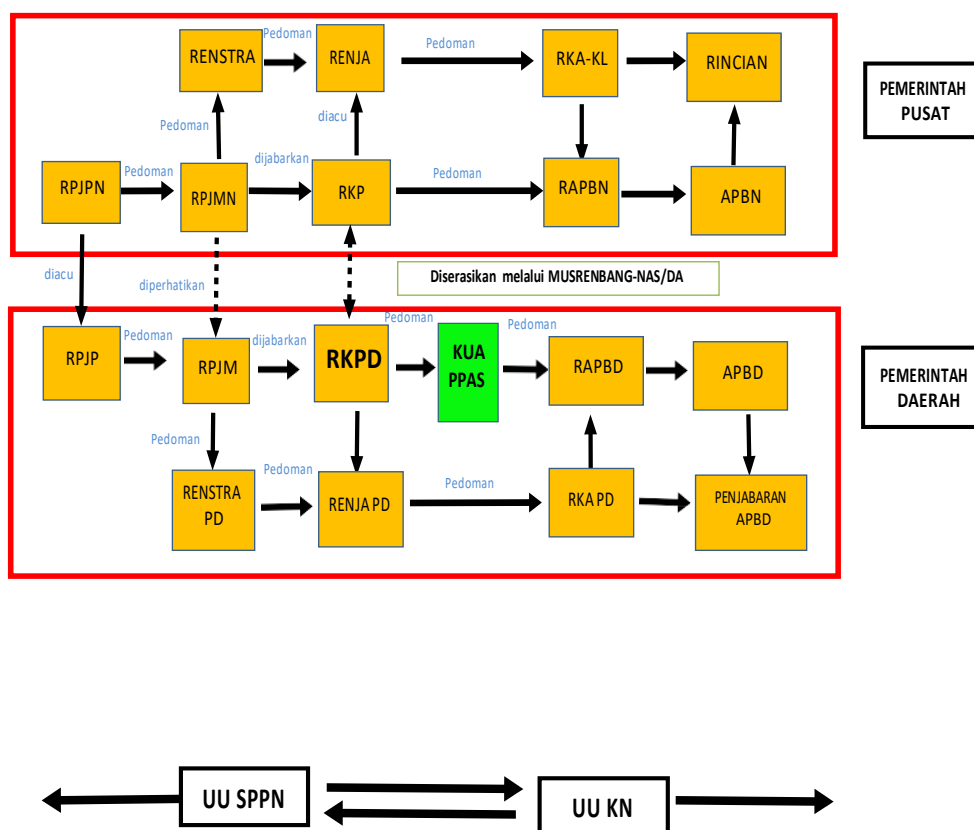 Pedoman
RENSTRA
RENJA
Pedoman
RKA-KL
RINCIAN
PEMERINTAH
PUSAT
Pedoman
diacu
RPJPN
Pedoman
RPJMN
dijabarkan
RKP
Pedoman
RAPBN
APBN
diacu
diperhatikan
Diserasikan melalui MUSRENBANG-NAS/DA
RPJP
Pedoman
RPJM
dijabarkan
RKPD
Pedoman
KUA
PPAS
Pedoman
RAPBD
APBD
PEMERINTAH
DAERAH
Pedoman
RENSTRA
PD
Pedoman
RENJA PD
Pedoman
RKA PD
PENJABARAN
APBD
UU SPPN
UU KN